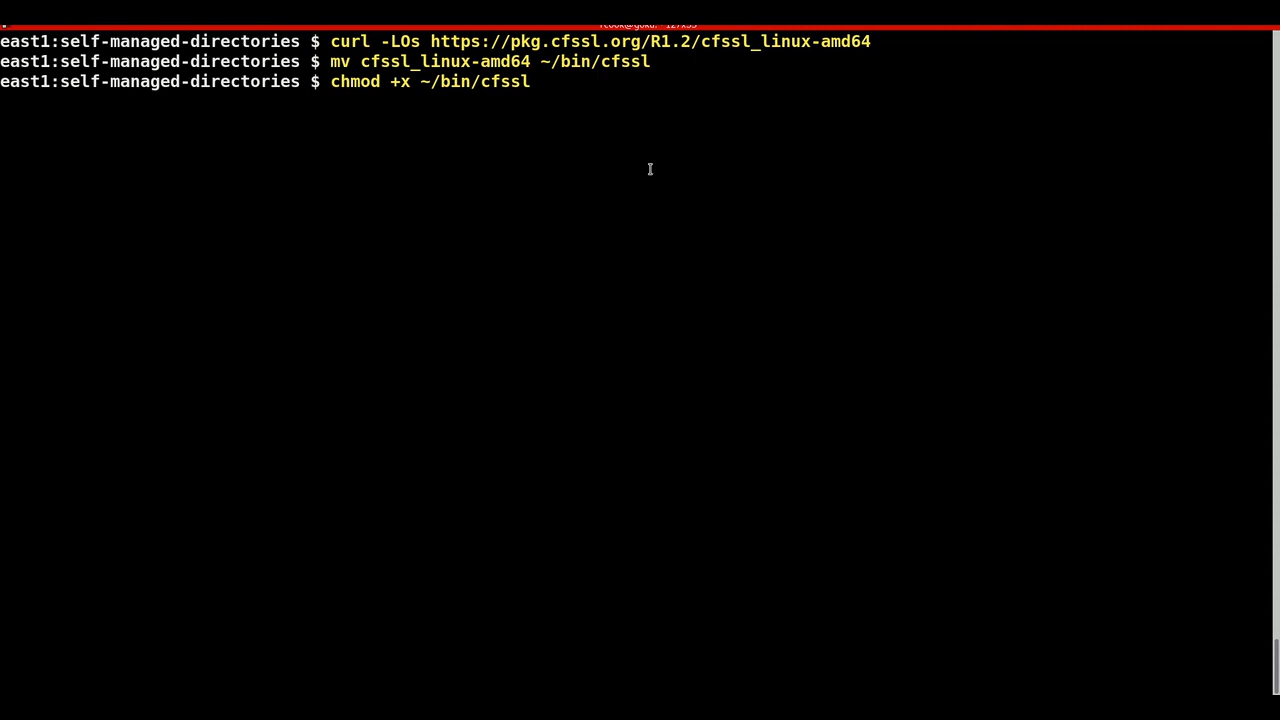 east1:self-managed-directories $ curl -LOs https://pkg.cfssl.org/R1.2/cfssl_linux-amd64
east1:self-managed-directories $ mv cfssl_linux-amd64 ~/bin/cfssl
east1:self-managed-directories $ chmod +x ~/bin/cfssl